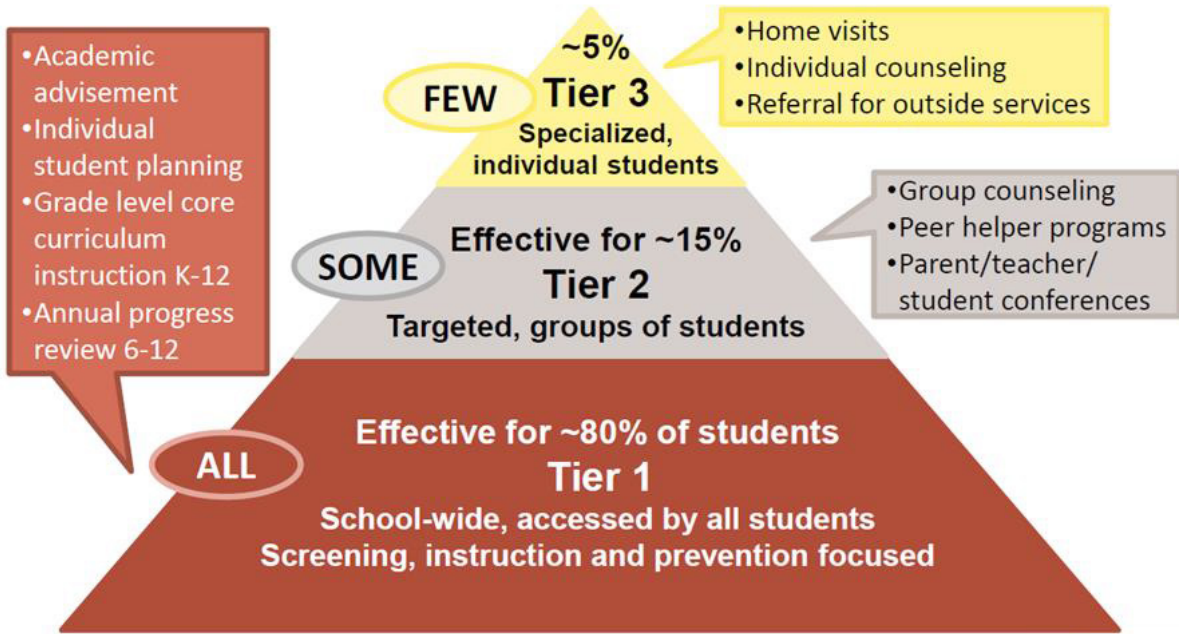 •Academic
advisement
•Individual
student planning
•Grade level core
curriculum
instruction K-12
•Annual progress
review 6-12
~5%
FEW
Tier 3
Specialized,
individual students
•Home visits
•Individual counseling
•Referral for outside services
Effective for ~15%
SOME
Tier 2
Targeted, groups of students
•Group counseling
•Peer helper programs
•Parent/teacher/
student conferences
Effective for ~80% of students
ALL
Tier 1
School-wide, accessed by all students
Screening, instruction and prevention focused